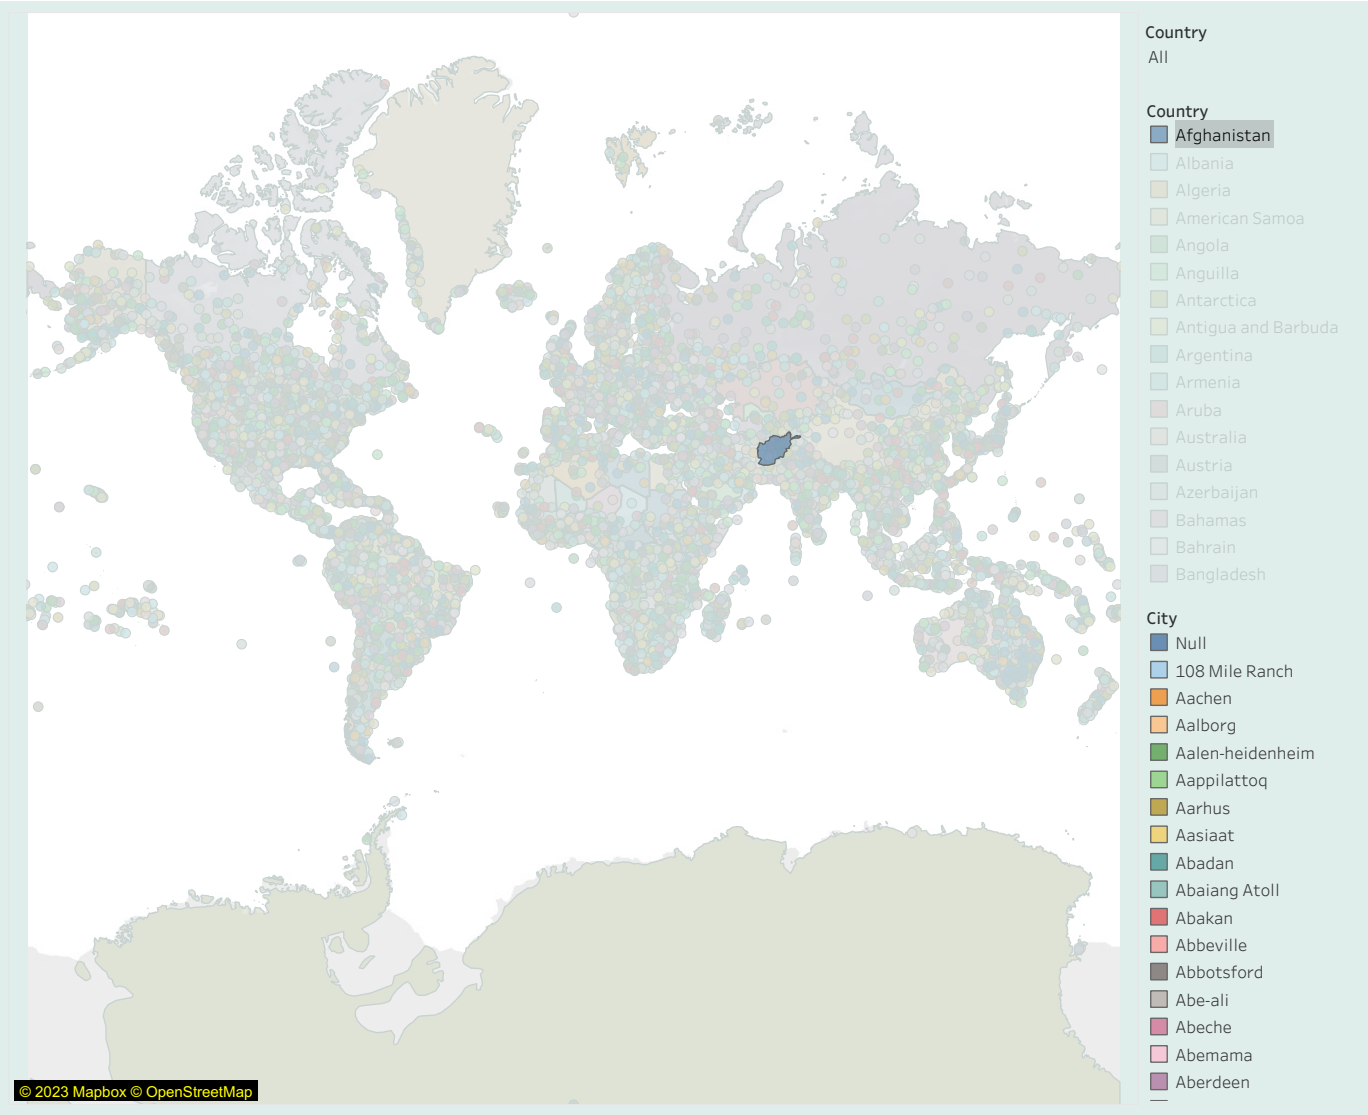 Country
All
Country
Afghanistan
Albania
Algeria
American Samoa
Angola
Anguilla
Antarctica
Antigua and Barbuda
Argentina
Armenia
Aruba
Australia
Austria
Azerbaijan
Bahamas
Bahrain
Bangladesh
City
Null
108 Mile Ranch
Aachen
Aalborg
Aalen-heidenheim
Aappilattoq
Aarhus
Aasiaat
Abadan
Abaiang Atoll
Abakan
Abbeville
Abbotsford
Abe-ali
Abeche
Abemama
Aberdeen
© 2023 Mapbox © OpenStreetMap